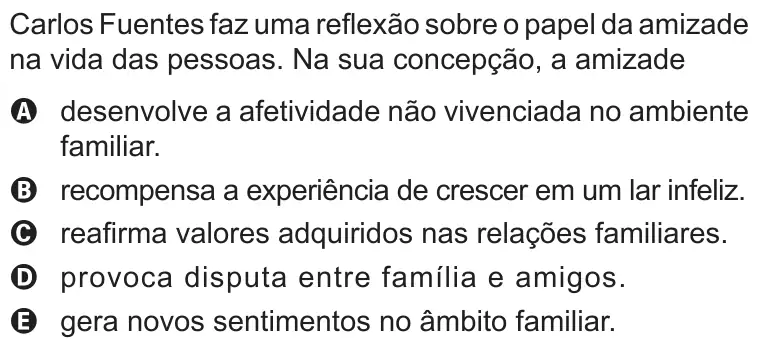 Carlos Fuentes faz uma reflexão sobre o papel da amizade
na vida das pessoas. Na sua concepção, a amizade
A desenvolve a afetividade não vivenciada no ambiente
familiar.
B recompensa a experiência de crescer em um lar infeliz.
C reafirma valores adquiridos nas relações familiares.
D provoca disputa entre família e amigos.
E gera novos sentimentos no âmbito familiar.